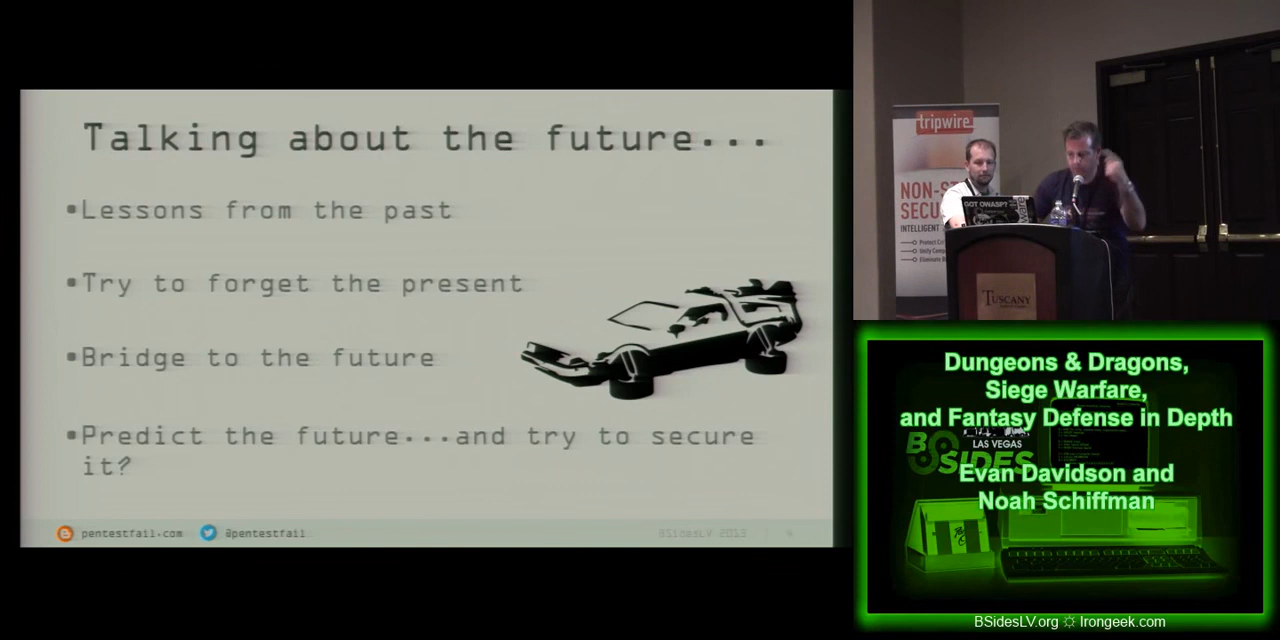 Talking about the future...
•Lessons from the past
•Try to forget the present
•Bridge to the future
•Predict the future...and try to secure
it?
pentestfail.com
@pentestfail
BSidesLV 2013
tripwire
NON-S
SECU
INTELLIGENT
GOT OWASP?
TUSCANY
Dungeons & Dragons,
Siege Warfare,
and Fantasy Defense in Depth
LAS VEGAS
BSIDES
Evan Davidson and
Noah Schiffman
BSidesLV.org ☼ Irongeek.com